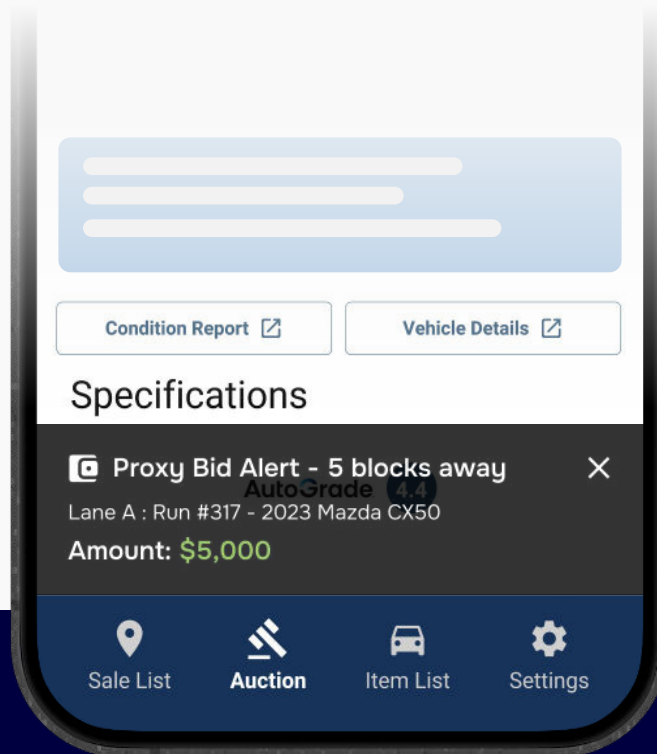 Condition Report
Vehicle Details
Specifications
Proxy Bid Alert - 5 blocks away
AutoGrade 4.4
Lane A : Run #317 - 2023 Mazda CX50
Amount: $5,000
Sale List
Auction
Item List
Settings